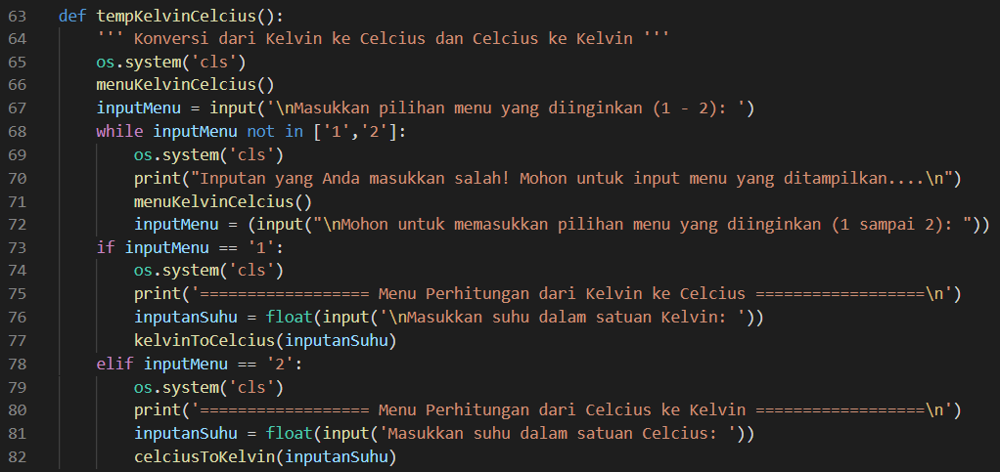 63 def tempKelvinCelcius():
64 ''' Konversi dari Kelvin ke Celcius dan Celcius ke Kelvin '''
65 os.system('cls')
66 menuKelvinCelcius()
67 inputMenu = input('\nMasukkan pilihan menu yang diinginkan (1 - 2): ')
68 while inputMenu not in ['1','2']:
69 os.system('cls')
70 print("Inputan yang Anda masukkan salah! Mohon untuk input menu yang ditampilkan....\n")
71 menuKelvinCelcius()
72 inputMenu = (input("\nMohon untuk memasukkan pilihan menu yang diinginkan (1 sampai 2): "))
73 if inputMenu == '1':
74 os.system('cls')
75 print('================== Menu Perhitungan dari Kelvin ke Celcius ==================\n')
76 inputanSuhu = float(input('\nMasukkan suhu dalam satuan Kelvin: '))
77 kelvinToCelcius(inputanSuhu)
78 elif inputMenu == '2':
79 os.system('cls')
80 print('================== Menu Perhitungan dari Celcius ke Kelvin ==================\n')
81 inputanSuhu = float(input('Masukkan suhu dalam satuan Celcius: '))
82 celciusToKelvin(inputanSuhu)